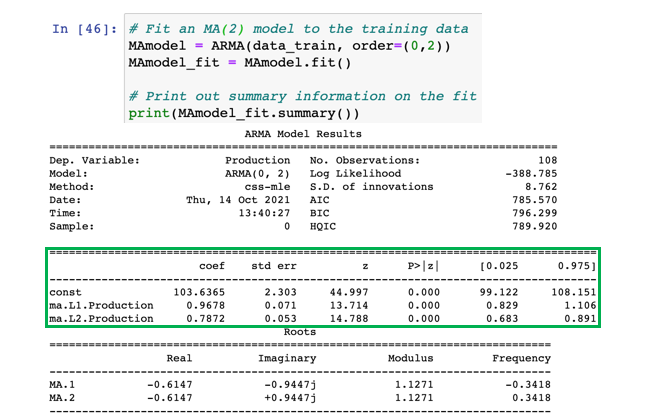 In [46]: # Fit an MA(2) model to the training data
MAmodel = ARMA(data_train, order=(0,2))
MAmodel_fit = MAmodel.fit()
# Print out summary information on the fit
print(MAmodel_fit.summary())
ARMA Model Results
==============================================================================
Dep. Variable: Production No. Observations: 108
Model: ARMA(0, 2) Log Likelihood -388.785
Method: css-mle S.D. of innovations 8.762
Date: Thu, 14 Oct 2021 AIC 785.570
Time: 13:40:27 BIC 796.299
Sample: 0 HQIC 789.920
==============================================================================
coef std err z P>|z| [0.025 0.975]
------------------------------------------------------------------------------
const 103.6365 2.303 44.997 0.000 99.122 108.151
ma.L1.Production 0.9678 0.071 13.714 0.000 0.829 1.106
ma.L2.Production 0.7872 0.053 14.788 0.000 0.683 0.891
Roots
==============================================================================
Real Imaginary Modulus Frequency
------------------------------------------------------------------------------
MA.1 -0.6147 -0.9447j 1.1271 -0.3418
MA.2 -0.6147 +0.9447j 1.1271 0.3418
------------------------------------------------------------------------------